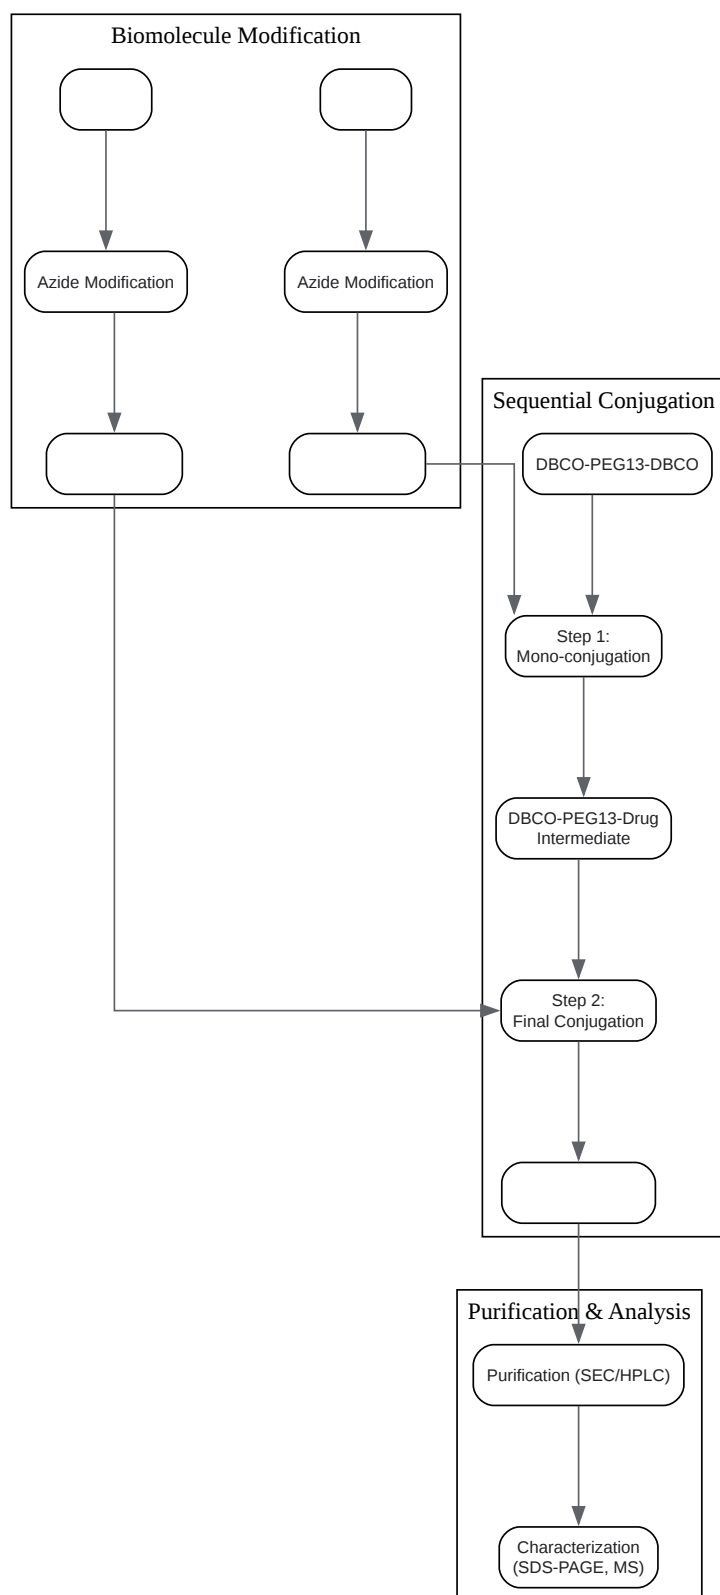 Biomolecule Modification
Azide Modification
Azide Modification
Sequential Conjugation
DBCO-PEG13-DBCO
Step 1:
Mono-conjugation
DBCO-PEG13-Drug
Intermediate
Step 2:
Final Conjugation
Purification & Analysis
Purification (SEC/HPLC)
Characterization
(SDS-PAGE, MS)